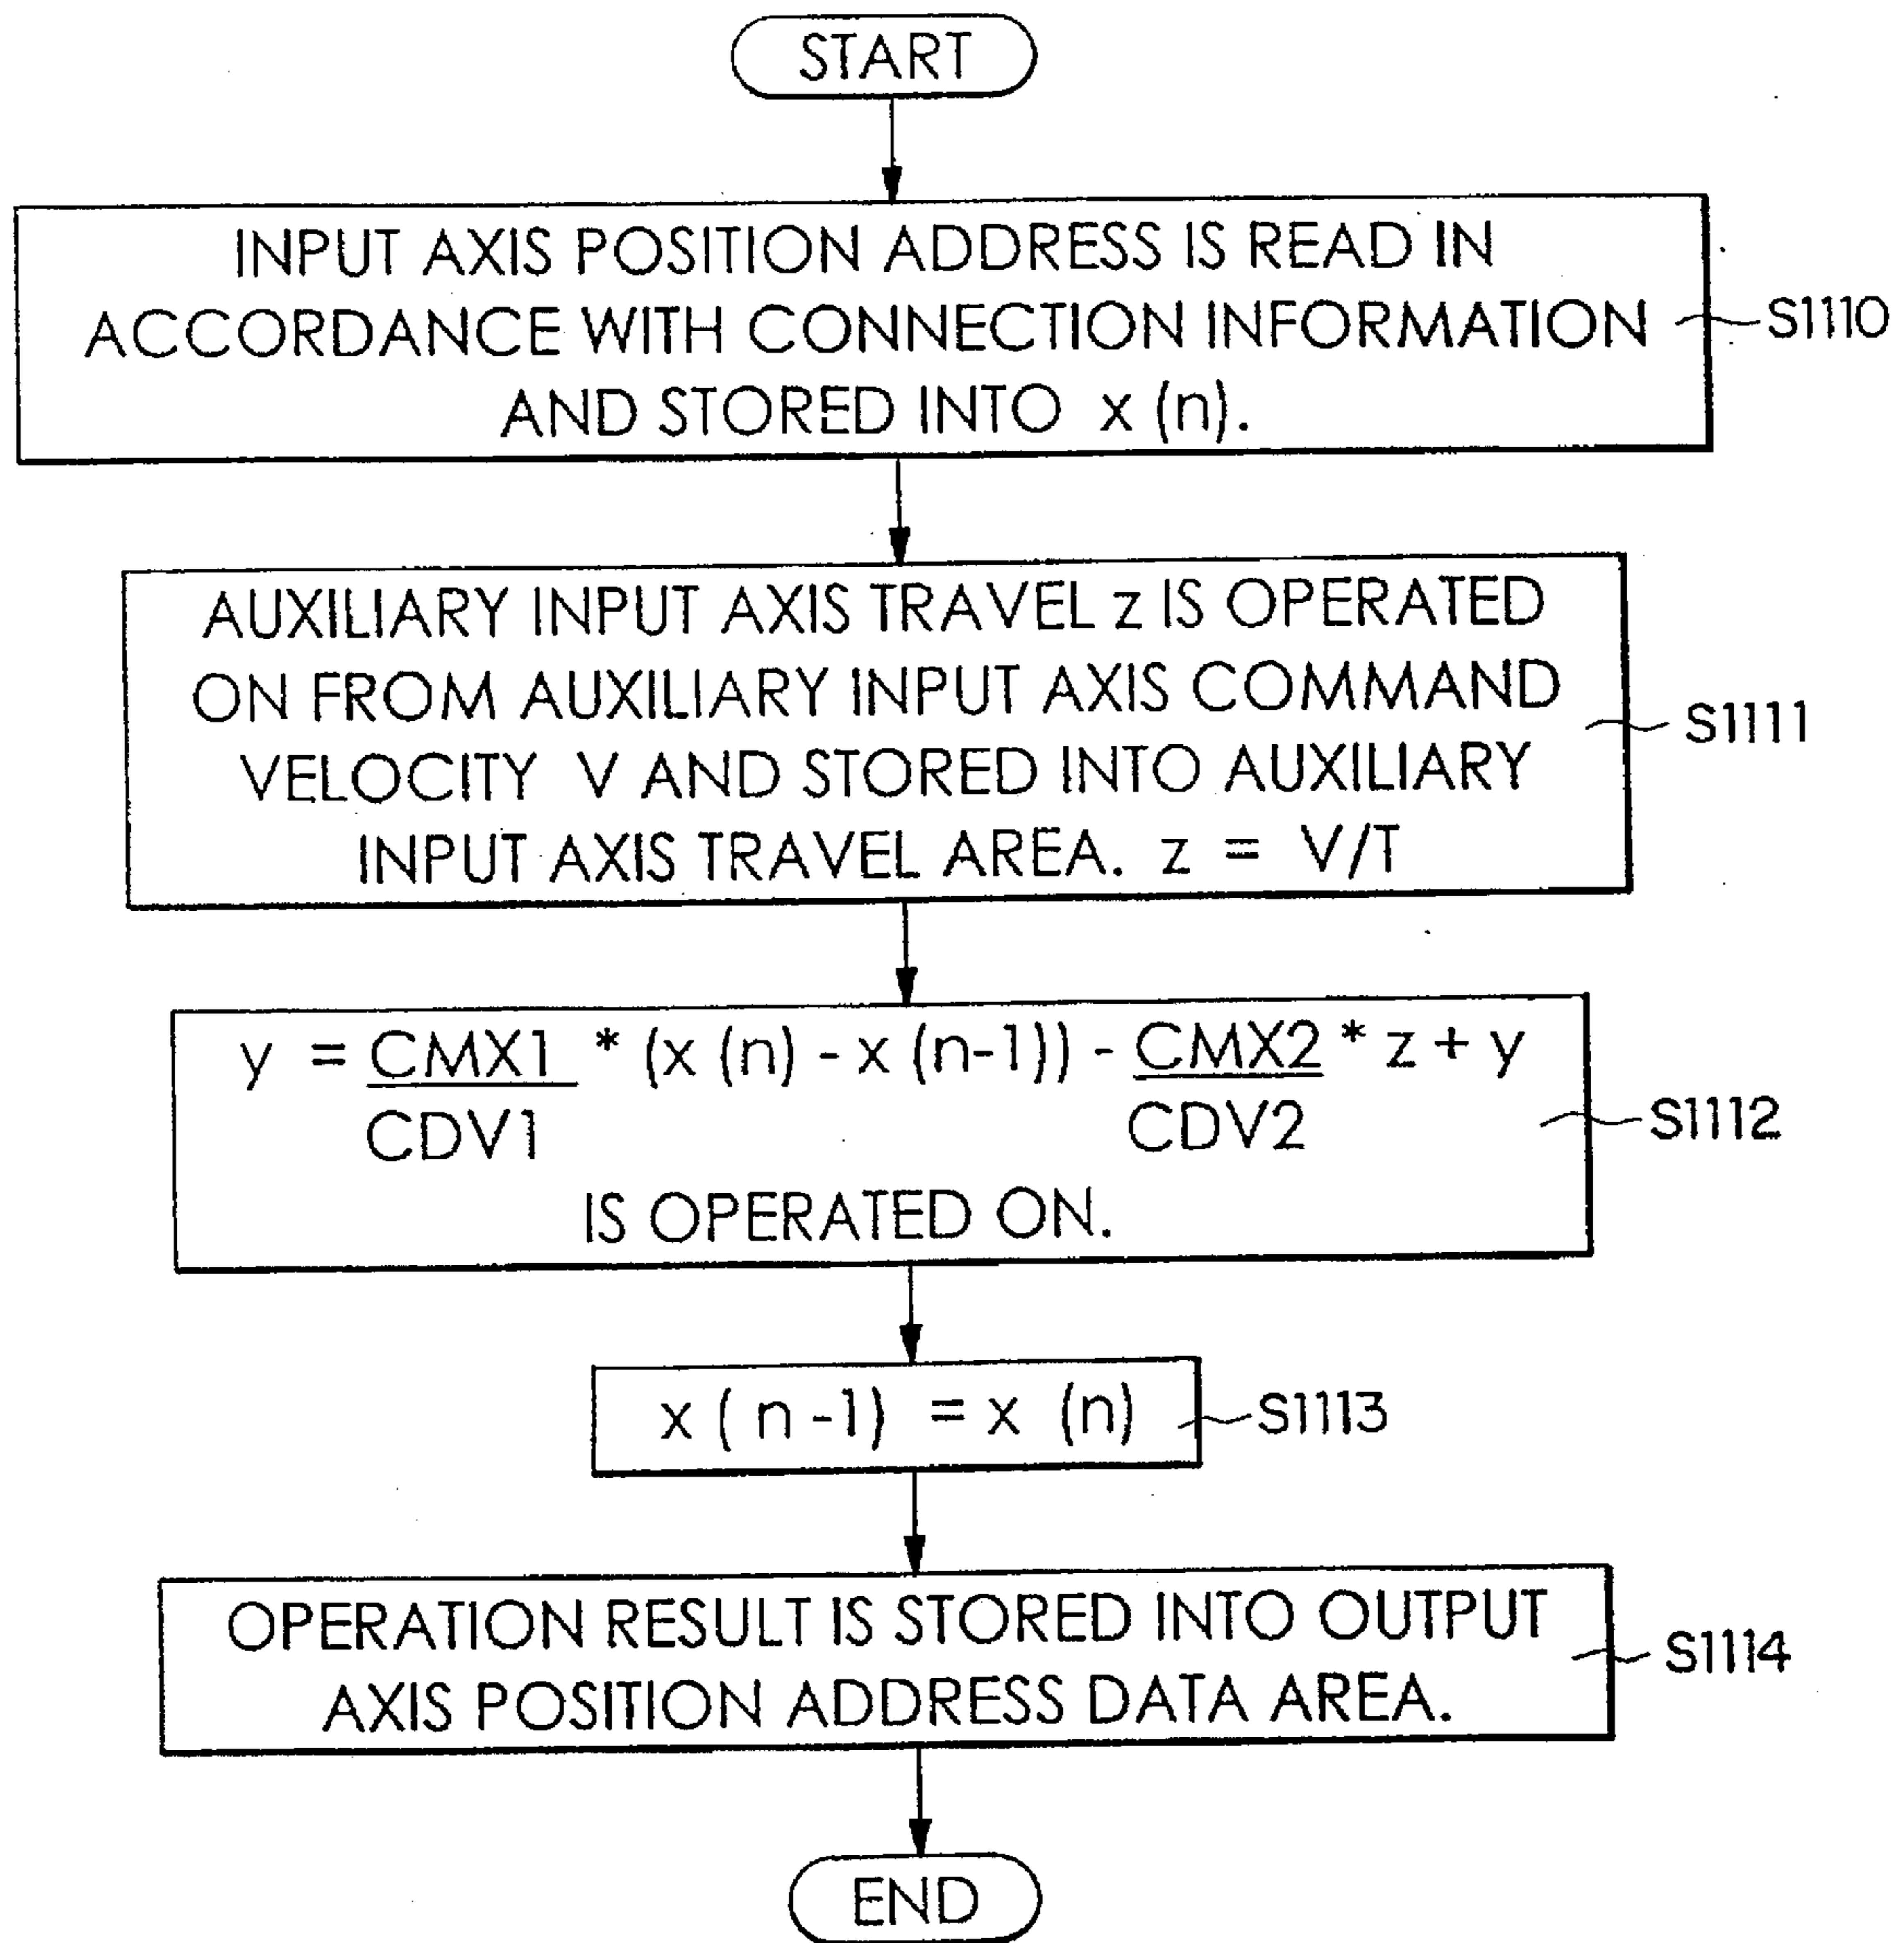 START
INPUT AXIS POSITION ADDRESS IS READ IN
ACCORDANCE WITH CONNECTION INFORMATION
AND STORED INTO x (n).
S1110
AUXILIARY INPUT AXIS TRAVEL z IS OPERATED
ON FROM AUXILIARY INPUT AXIS COMMAND
VELOCITY V AND STORED INTO AUXILIARY
INPUT AXIS TRAVEL AREA. z = V/T
S1111
y = CMX1 * (x (n) - x (n-1)) - CMX2 * z + y
CDV1 CDV2
IS OPERATED ON.
S1112
x ( n -1) = x (n)
S1113
OPERATION RESULT IS STORED INTO OUTPUT
AXIS POSITION ADDRESS DATA AREA.
S1114
END